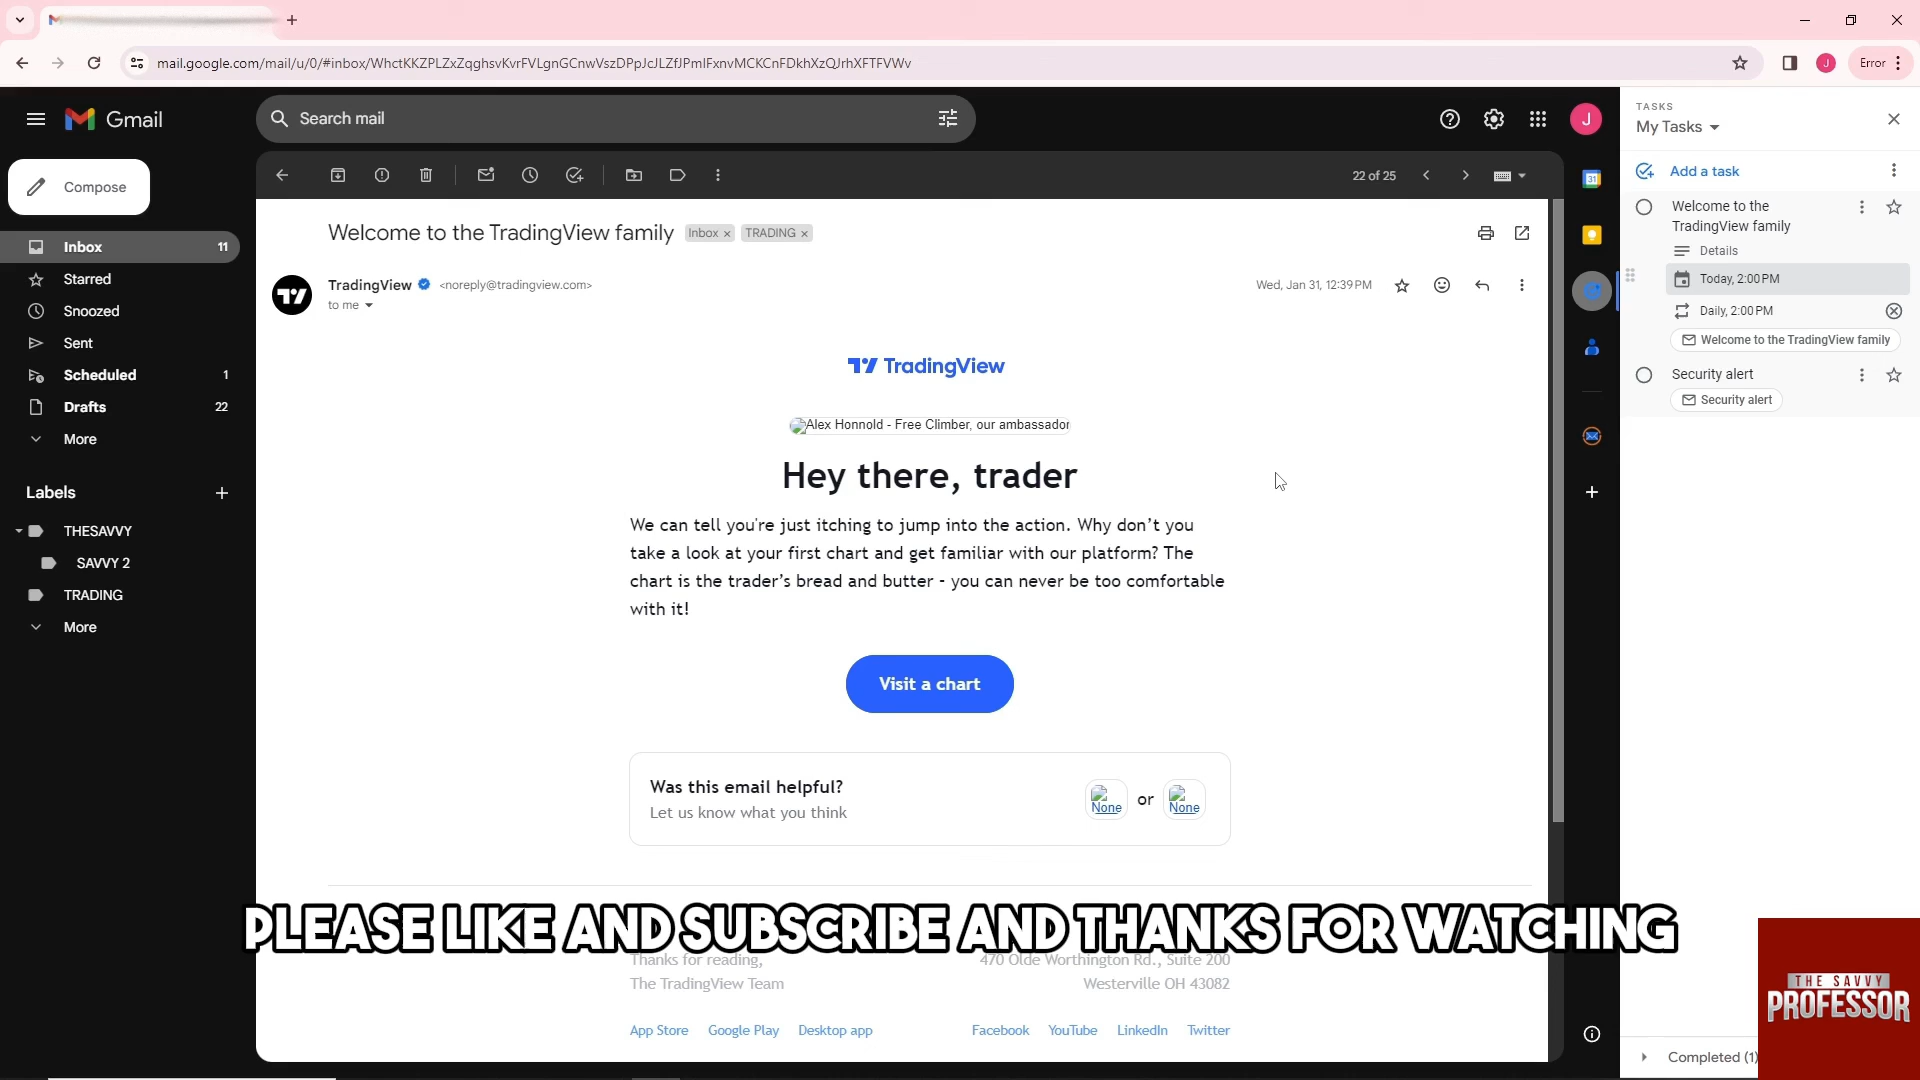 mail.google.com/mail/u/0/#inbox/WhctKKZPLZxZqghsvKvrFVLgnGCnwVszDPpJcJLZfJPmlFxnvMCKCnFDkhXzQJrhXFTFVWv
J
Error
Gmail
Search mail
J
TASKS
My Tasks
Compose
22 of 25
Add a task
Inbox 11
Starred
Snoozed
Sent
Scheduled 1
Drafts 22
More
Labels
THESAVVY
SAVVY 2
TRADING
More
Welcome to the TradingView family Inbox × TRADING ×
TradingView <noreply@tradingview.com>
to me
Wed, Jan 31, 12:39 PM
TradingView
Alex Honnold - Free Climber, our ambassador
Hey there, trader
We can tell you're just itching to jump into the action. Why don’t you
take a look at your first chart and get familiar with our platform? The
chart is the trader’s bread and butter - you can never be too comfortable
with it!
Visit a chart
Was this email helpful?
Let us know what you think
None or None
PLEASE LIKE AND SUBSCRIBE AND THANKS FOR WATCHING
Thanks for reading,
The TradingView Team
470 Olde Worthington Rd., Suite 200
Westerville OH 43082
App Store Google Play Desktop app
Facebook YouTube LinkedIn Twitter
31
Welcome to the
TradingView family
Details
Today, 2:00 PM
Daily, 2:00 PM
Welcome to the TradingView family
Security alert
Security alert
Completed (1)
THE SAVVY
PROFESSOR